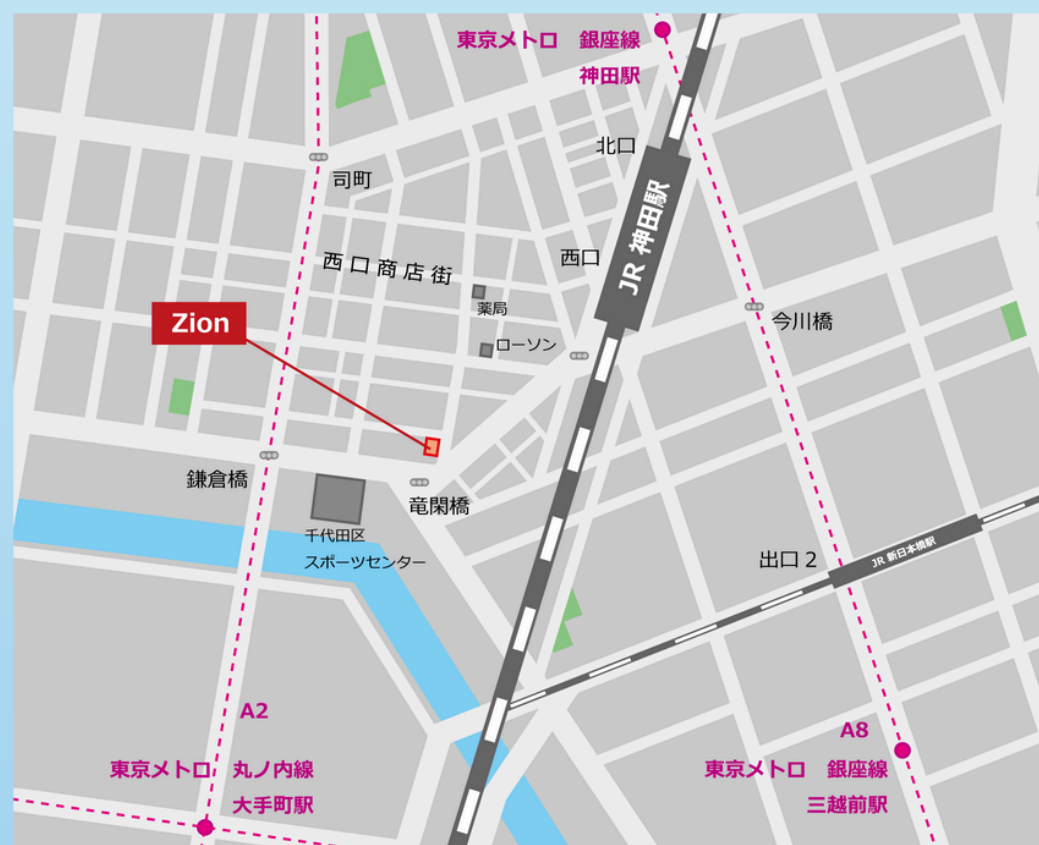 東京メトロ 銀座線
神田駅
北口
司町
JR 神田駅
西口
西口商店街
薬局
Zion
今川橋
ローソン
鎌倉橋
竜閑橋
千代田区
スポーツセンター
出口2
JR 新日本橋駅
A2
A8
東京メトロ 丸ノ内線
大手町駅
東京メトロ 銀座線
三越前駅